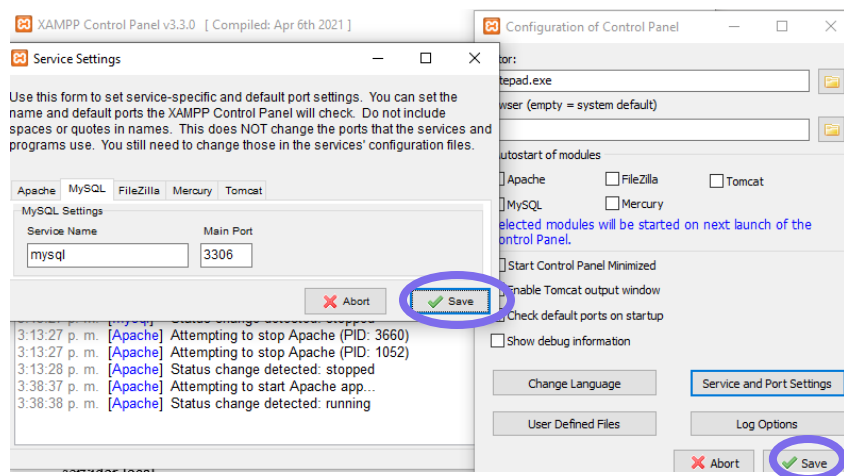 XAMPP Control Panel v3.3.0 [ Compiled: Apr 6th 2021 ]
Service Settings
Use this form to set service-specific and default port settings. You can set the
name and default ports the XAMPP Control Panel will check. Do not include
spaces or quotes in names. This does NOT change the ports that the services and
programs use. You still need to change those in the services' configuration files.
Apache MySQL FileZilla Mercury Tomcat
MySQL Settings
Service Name Main Port
mysql 3306
Abort Save
3:13:27 p. m. [Apache] Attempting to stop Apache (PID: 3660)
3:13:27 p. m. [Apache] Attempting to stop Apache (PID: 1052)
3:13:28 p. m. [Apache] Status change detected: stopped
3:38:37 p. m. [Apache] Attempting to start Apache app...
3:38:38 p. m. [Apache] Status change detected: running
Configuration of Control Panel
tor:
tepad.exe
wser (empty = system default)
utostart of modules
Apache FileZilla Tomcat
MySQL Mercury
elected modules will be started on next launch of the
ontrol Panel.
Start Control Panel Minimized
Enable Tomcat output window
Check default ports on startup
Show debug information
Change Language Service and Port Settings
User Defined Files Log Options
Abort Save